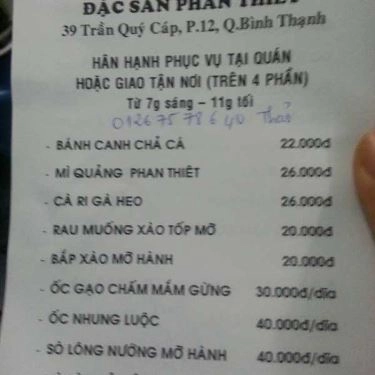 ĐẶC SẢN PHAN THIẾT
39 Trần Quý Cáp, P.12, Q.Bình Thạnh
HÂN HẠNH PHỤC VỤ TẠI QUÁN
HOẶC GIAO TẬN NƠI (TRÊN 4 PHẦN)
Từ 7g sáng – 11g tối
- BÁNH CANH CHẢ CÁ 22.000đ
- MÌ QUẢNG PHAN THIẾT 26.000đ
- CÀ RI GÀ HEO 26.000đ
- RAU MUỐNG XÀO TỐP MỠ 20.000đ
- BẮP XÀO MỠ HÀNH 20.000đ
- ỐC GẠO CHẤM MẮM GỪNG 30.000đ/dĩa
- ỐC NHUNG LUỘC 40.000đ/dĩa
- SÒ LÔNG NƯỚNG MỠ HÀNH 40.000đ/dĩa